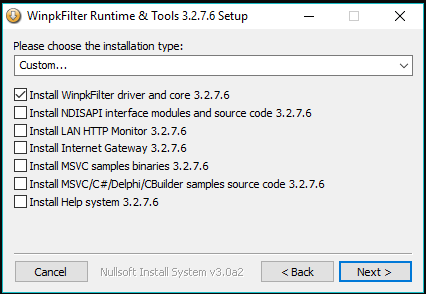 WinpkFilter Runtime & Tools 3.2.7.6 Setup
Please choose the installation type:
Custom...
Install WinpkFilter driver and core 3.2.7.6
Install NDISAPI interface modules and source code 3.2.7.6
Install LAN HTTP Monitor 3.2.7.6
Install Internet Gateway 3.2.7.6
Install MSVC samples binaries 3.2.7.6
Install MSVC/C#/Delphi/CBuilder samples source code 3.2.7.6
Install Help system 3.2.7.6
Cancel Nullsoft Install System v3.0a2 < Back Next >